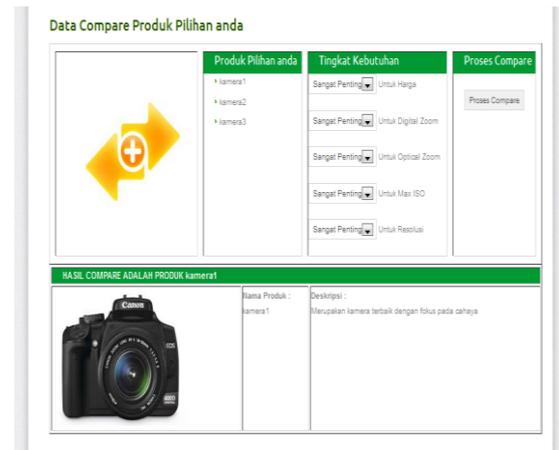 Data Compare Produk Pilihan anda
Produk Pilihan anda
kamera1
kamera2
kamera3
Tingkat Kebutuhan
Sangat Penting Untuk Harga
Sangat Penting Untuk Digital Zoom
Sangat Penting Untuk Optical Zoom
Sangat Penting Untuk Max ISO
Sangat Penting Untuk Resolusi
Proses Compare
Proses Compare
HASIL COMPARE ADALAH PRODUK kamera1
Canon
EOS
400D
Nama Produk :
kamera1
Deskripsi :
Merupakan kamera terbaik dengan fokus pada cahaya